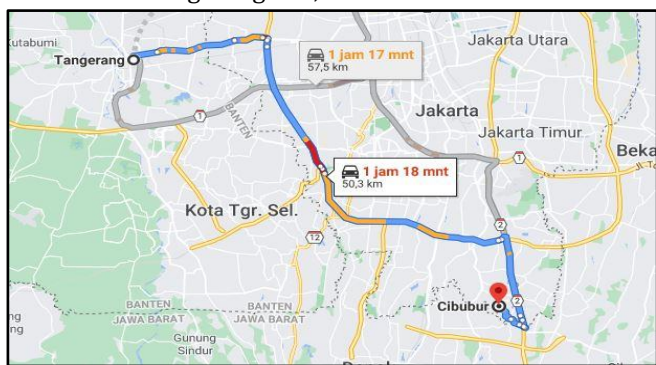 Kutabumi
Tangerang
1 jam 17 mnt
57,5 km
Jakarta Utara
Jakarta
Jakarta Timur
1
BANTEN
1
Beka
1 jam 18 mnt
50,3 km
Kota Tgr. Sel.
12
2
Cibubur
2
BANTEN
JAWA BARAT
BANTEN
JAWA BARAT
Gunung
Sindur